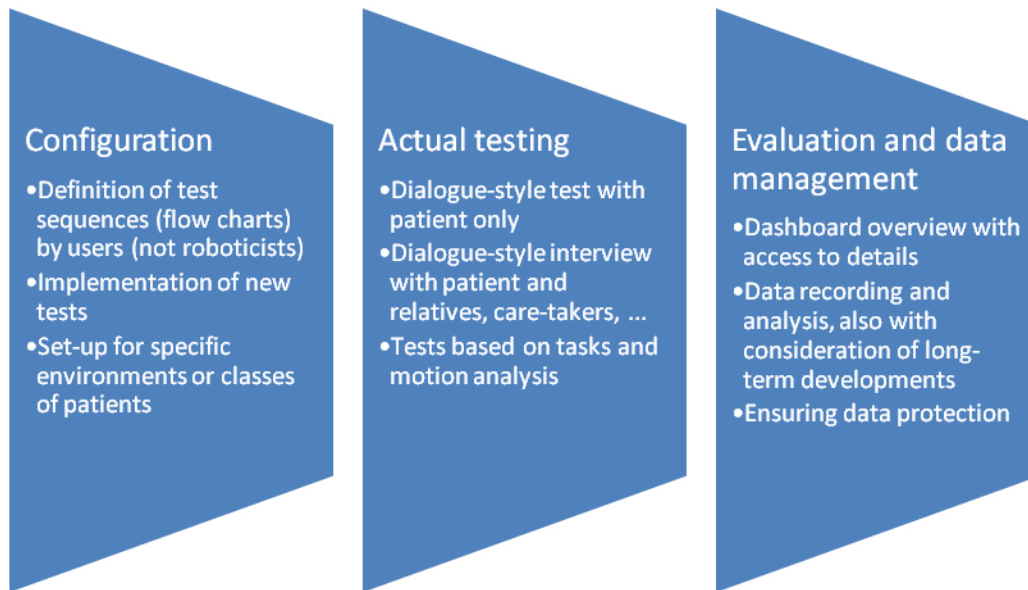 Configuration
•Definition of test
sequences (flow charts)
by users (not roboticists)
•Implementation of new
tests
•Set-up for specific
environments or classes
of patients
Actual testing
•Dialogue-style test with
patient only
•Dialogue-style interview
with patient and
relatives, care-takers, ...
•Tests based on tasks and
motion analysis
Evaluation and data
management
•Dashboard overview with
access to details
•Data recording and
analysis, also with
consideration of long-
term developments
•Ensuring data protection